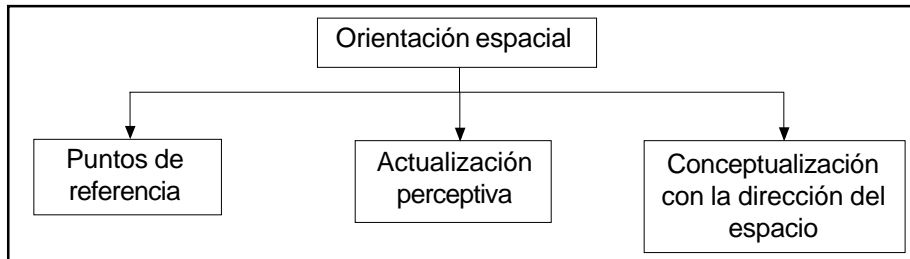 Orientación espacial
Puntos de
referencia
Actualización
perceptiva
Conceptualización
con la dirección del
espacio